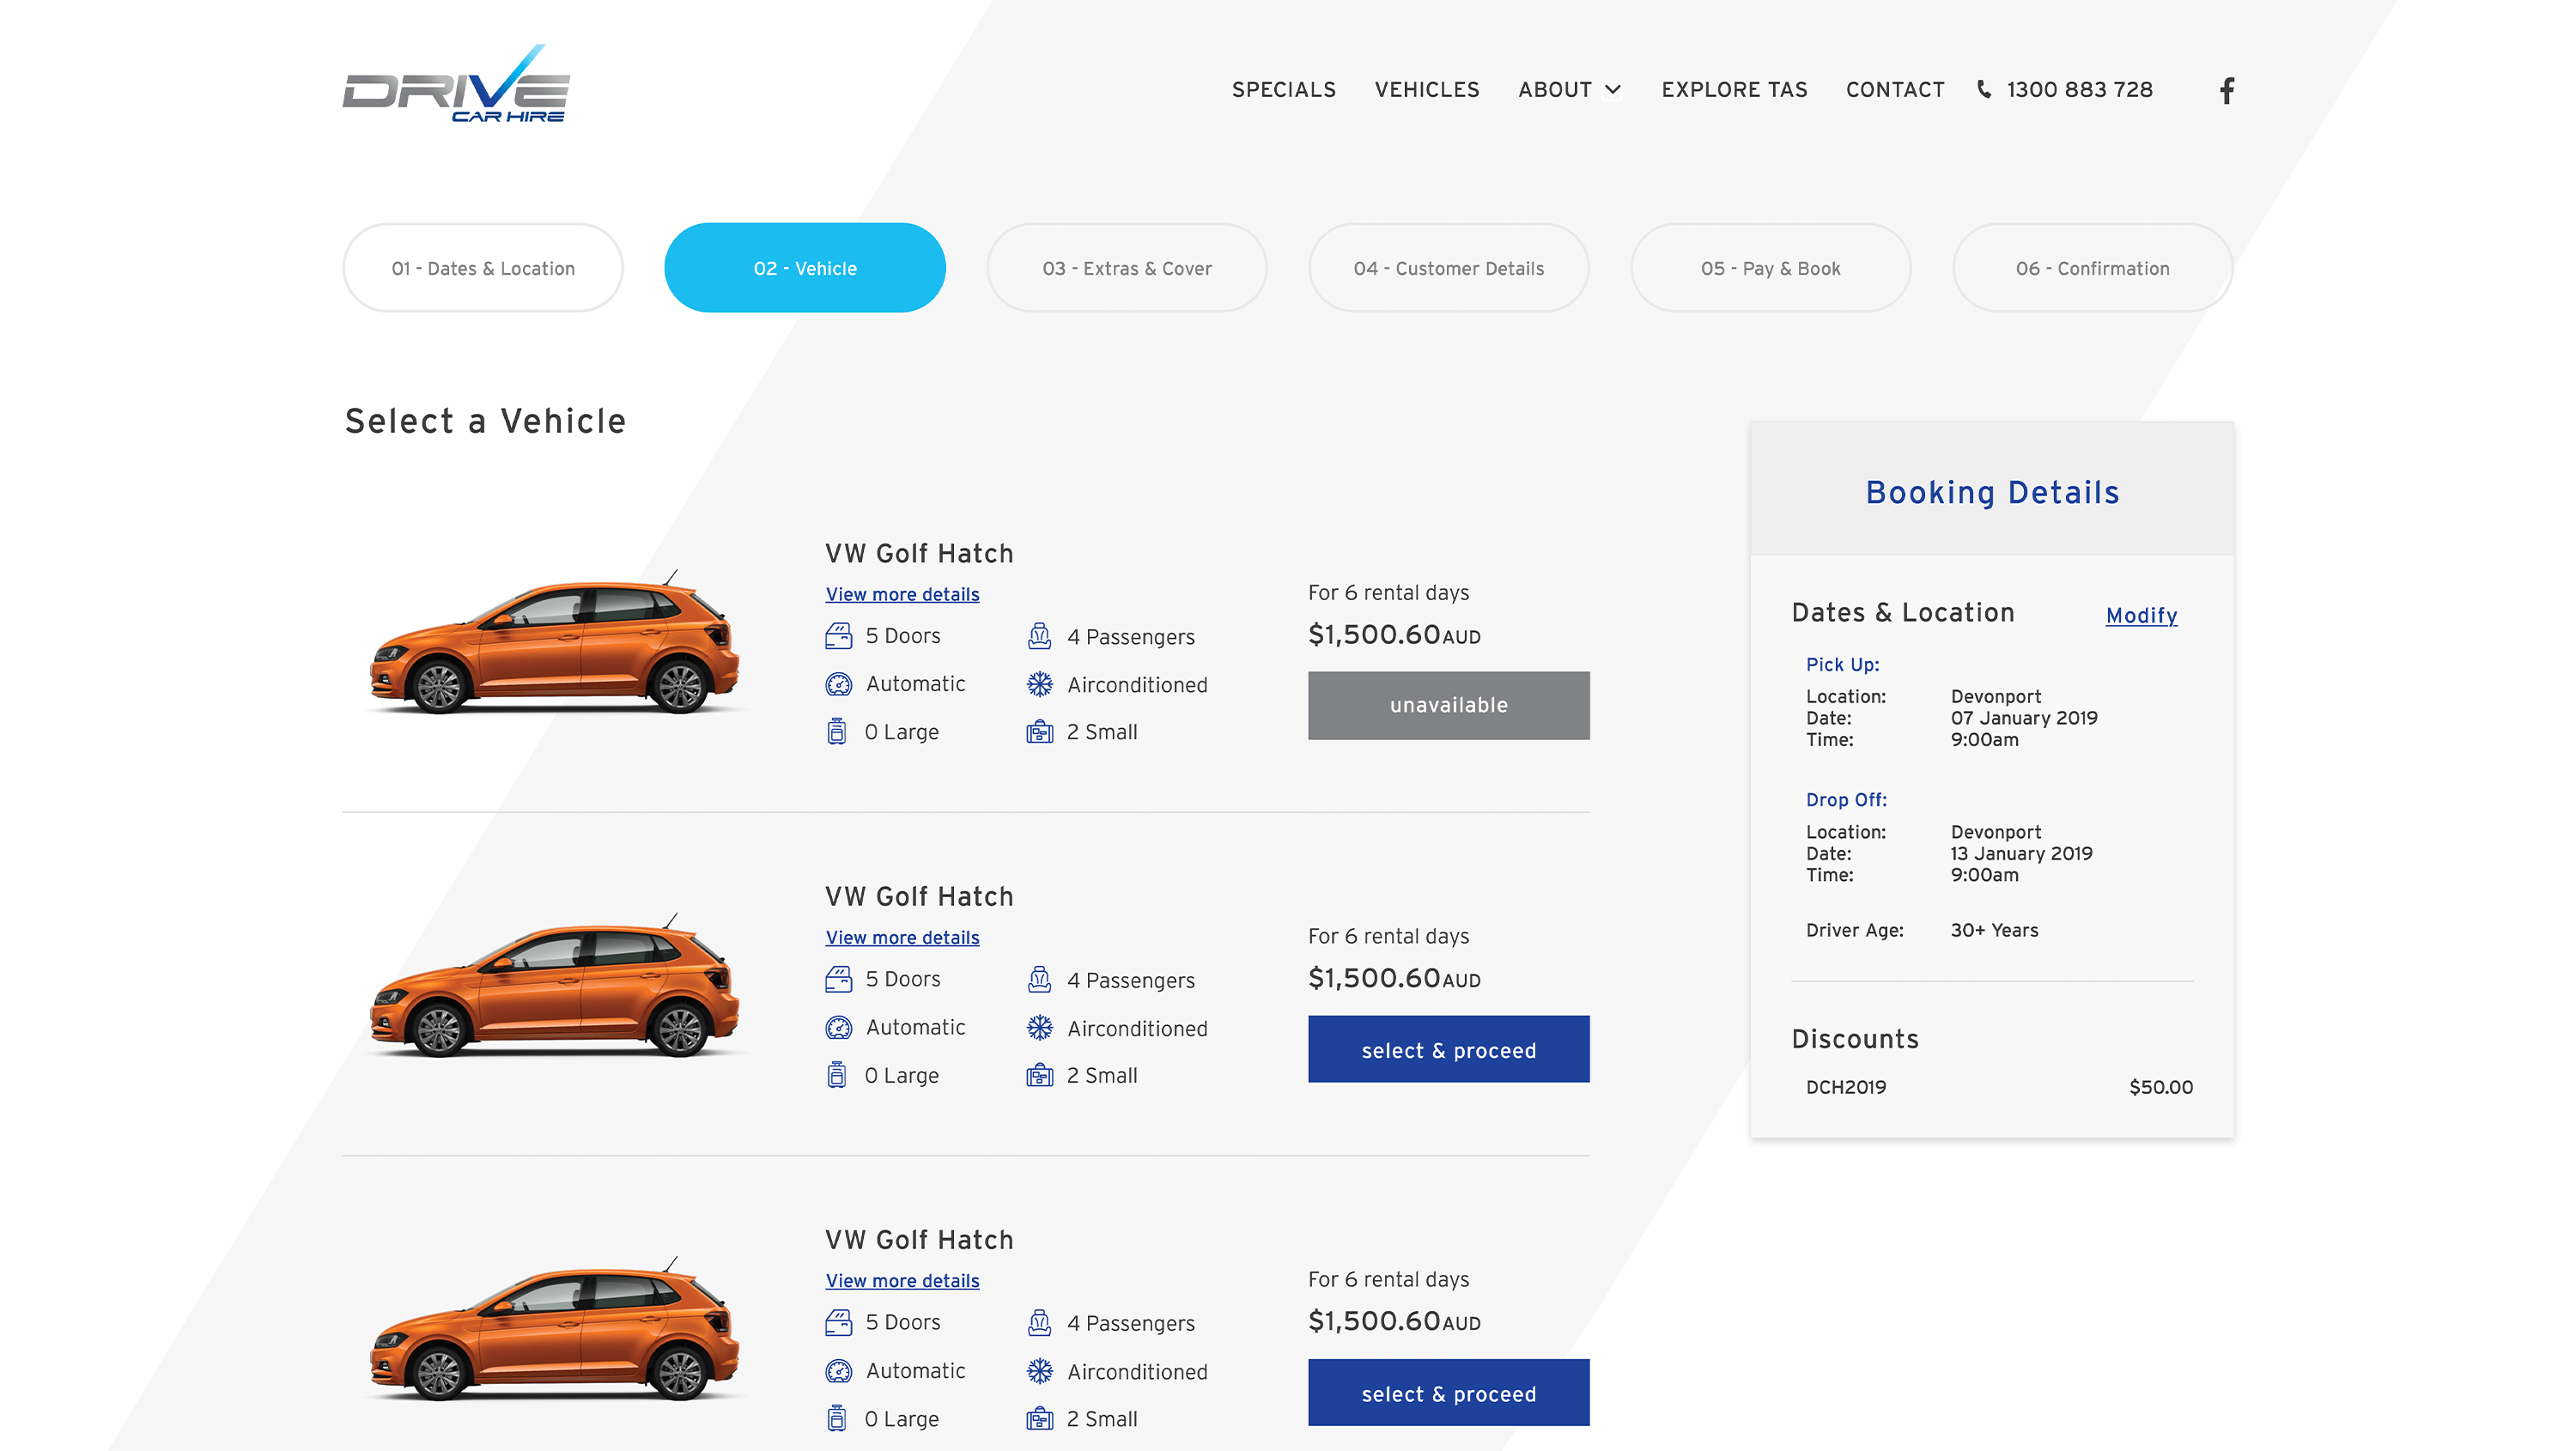 DRIVE
CAR HIRE
SPECIALS VEHICLES ABOUT EXPLORE TAS CONTACT 1300 883 728
01 - Dates & Location
02 - Vehicle
03 - Extras & Cover
04 - Customer Details
05 - Pay & Book
06 - Confirmation
Select a Vehicle
VW Golf Hatch
View more details
5 Doors
4 Passengers
Automatic
Airconditioned
0 Large
2 Small
For 6 rental days
$1,500.60AUD
unavailable
VW Golf Hatch
View more details
5 Doors
4 Passengers
Automatic
Airconditioned
0 Large
2 Small
For 6 rental days
$1,500.60AUD
select & proceed
VW Golf Hatch
View more details
5 Doors
4 Passengers
Automatic
Airconditioned
0 Large
2 Small
For 6 rental days
$1,500.60AUD
select & proceed
Booking Details
Dates & Location Modify
Pick Up:
Location: Devonport
Date: 07 January 2019
Time: 9:00am
Drop Off:
Location: Devonport
Date: 13 January 2019
Time: 9:00am
Driver Age: 30+ Years
Discounts
DCH2019 $50.00